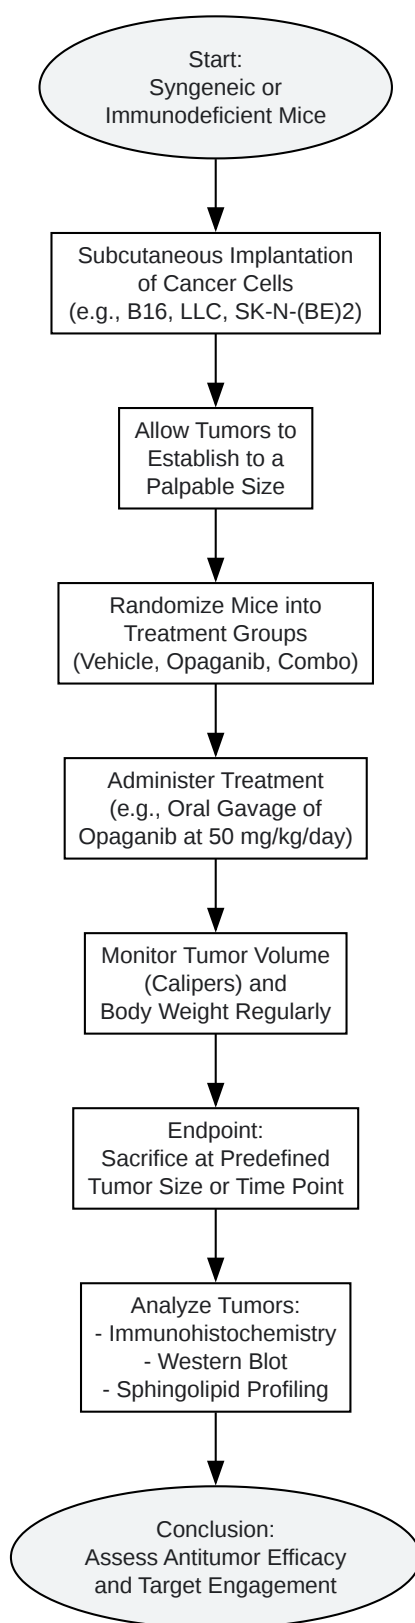 Start:
Syngeneic or
Immunodeficient Mice
Subcutaneous Implantation
of Cancer Cells
(e.g., B16, LLC, SK-N-(BE)2)
Allow Tumors to
Establish to a
Palpable Size
Randomize Mice into
Treatment Groups
(Vehicle, Opaganib, Combo)
Administer Treatment
(e.g., Oral Gavage of
Opaganib at 50 mg/kg/day)
Monitor Tumor Volume
(Calipers) and
Body Weight Regularly
Endpoint:
Sacrifice at Predefined
Tumor Size or Time Point
Analyze Tumors:
- Immunohistochemistry
- Western Blot
- Sphingolipid Profiling
Conclusion:
Assess Antitumor Efficacy
and Target Engagement